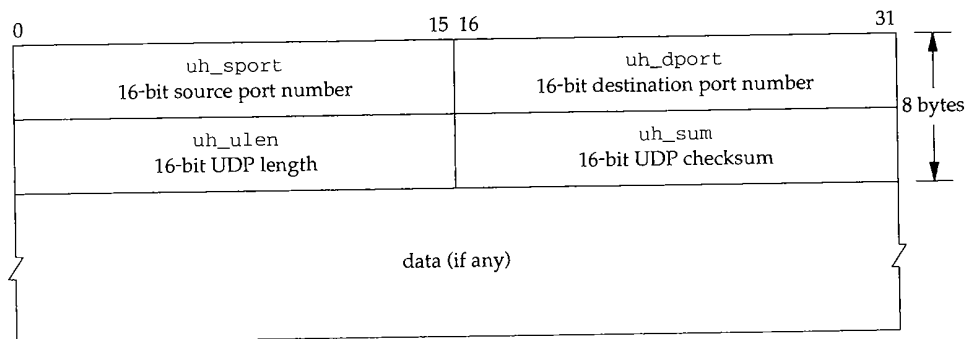 0 15 16 31
uh_sport uh_dport
16-bit source port number 16-bit destination port number
8 bytes
uh_ulen uh_sum
16-bit UDP length 16-bit UDP checksum
data (if any)